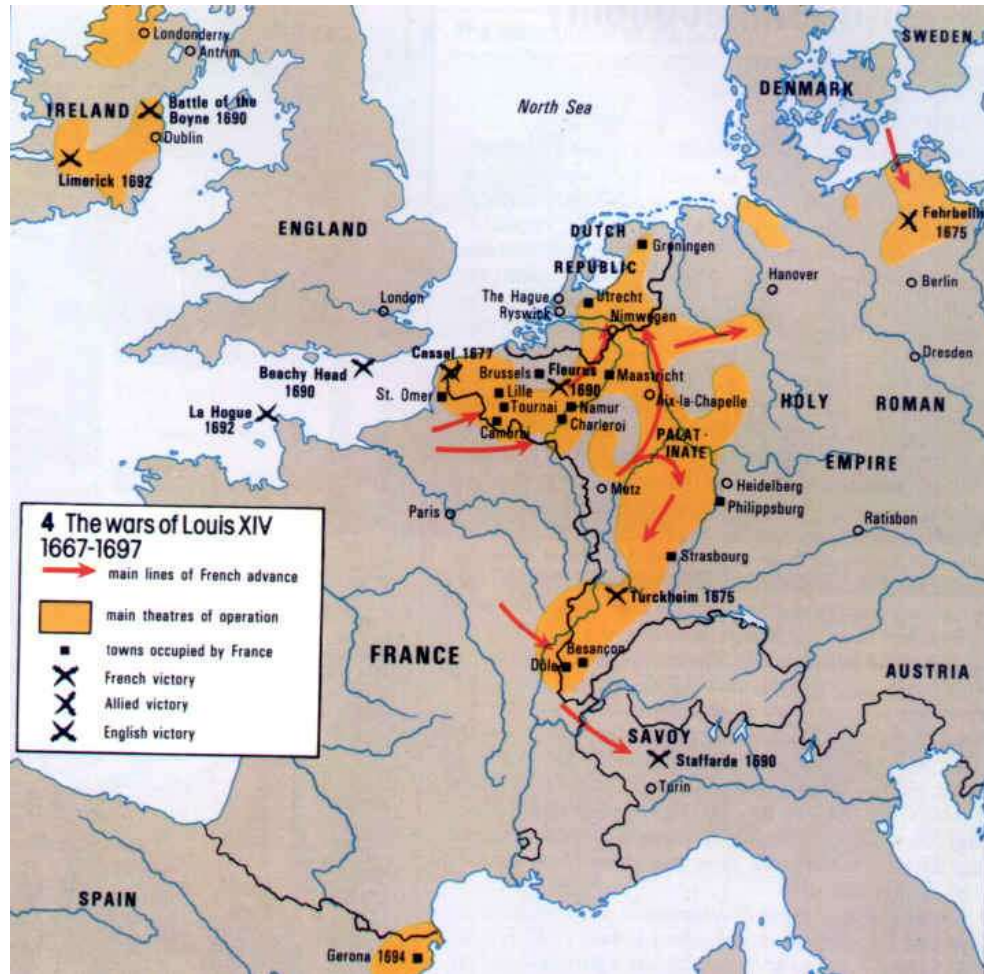 Londonderry
Antrim
SWEDEN
DENMARK
North Sea
IRELAND
Battle of the
Boyne 1690
Dublin
Limerick 1692
ENGLAND
Fehrbellin
1675
DUTCH
REPUBLIC
Groningen
Hanover
Berlin
London
The Hague
Ryswick
Utrecht
Nimwegen
Dresden
Beachy Head
1690
Cassel 1677
Brussels
Fleurus
1690
Maastricht
St. Omer
Lille
Tournai
Namur
Aix-la-Chapelle
HOLY
ROMAN
La Hogue
1692
Cambrai
Charleroi
PALAT-
INATE
EMPIRE
Metz
Heidelberg
Philippsburg
Paris
Ratisbon
Strasbourg
4 The wars of Louis XIV
1667-1697
main lines of French advance
main theatres of operation
towns occupied by France
French victory
Allied victory
English victory
Turckheim 1675
FRANCE
Besançon
Dôle
AUSTRIA
SAVOY
Staffarde 1690
Turin
SPAIN
Gerona 1694